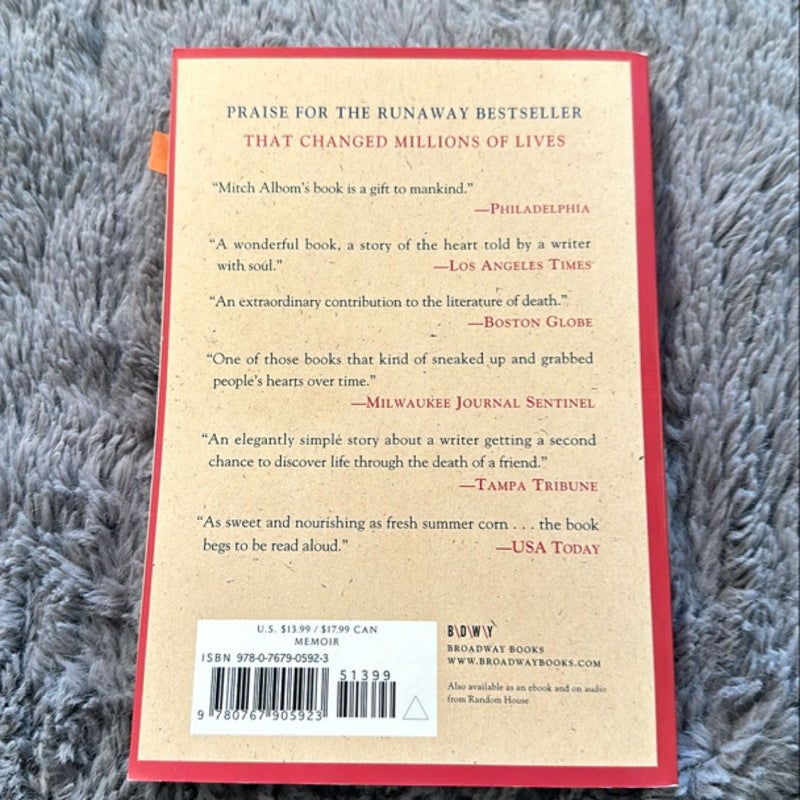 PRAISE FOR THE RUNAWAY BESTSELLER
THAT CHANGED MILLIONS OF LIVES
“Mitch Albom’s book is a gift to mankind.”
—PHILADELPHIA
“A wonderful book, a story of the heart told by a writer
with soul.” —LOS ANGELES TIMES
“An extraordinary contribution to the literature of death.”
—BOSTON GLOBE
“One of those books that kind of sneaked up and grabbed
people’s hearts over time.”
—MILWAUKEE JOURNAL SENTINEL
“An elegantly simple story about a writer getting a second
chance to discover life through the death of a friend.”
—TAMPA TRIBUNE
“As sweet and nourishing as fresh summer corn . . . the book
begs to be read aloud.” —USA TODAY
U.S. $13.99 / $17.99 CAN
MEMOIR
ISBN 978-0-7679-0592-3
51399
9 780767 905923
B\D\W\Y
BROADWAY BOOKS
WWW.BROADWAYBOOKS.COM
Also available as an ebook and on audio
from Random House